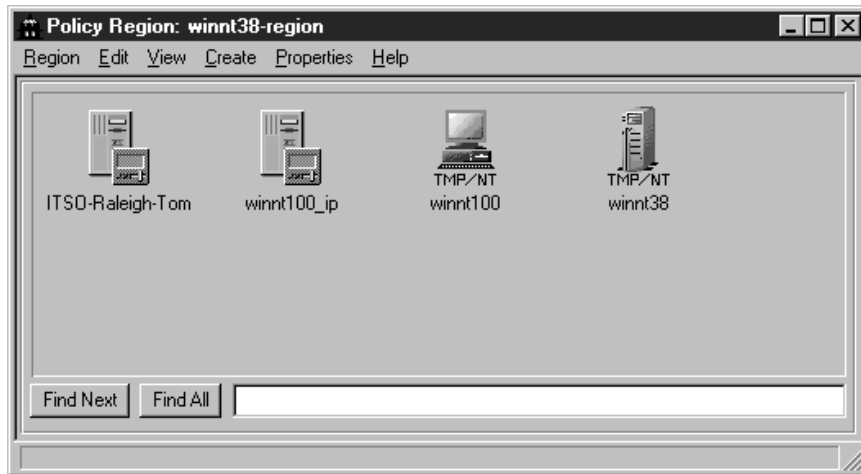 Policy Region: winnt38-region
Region Edit View Create Properties Help
TMP/NT TMP/NT
ITSO-Raleigh-Tom winnt100_ip winnt100 winnt38
Find Next Find All